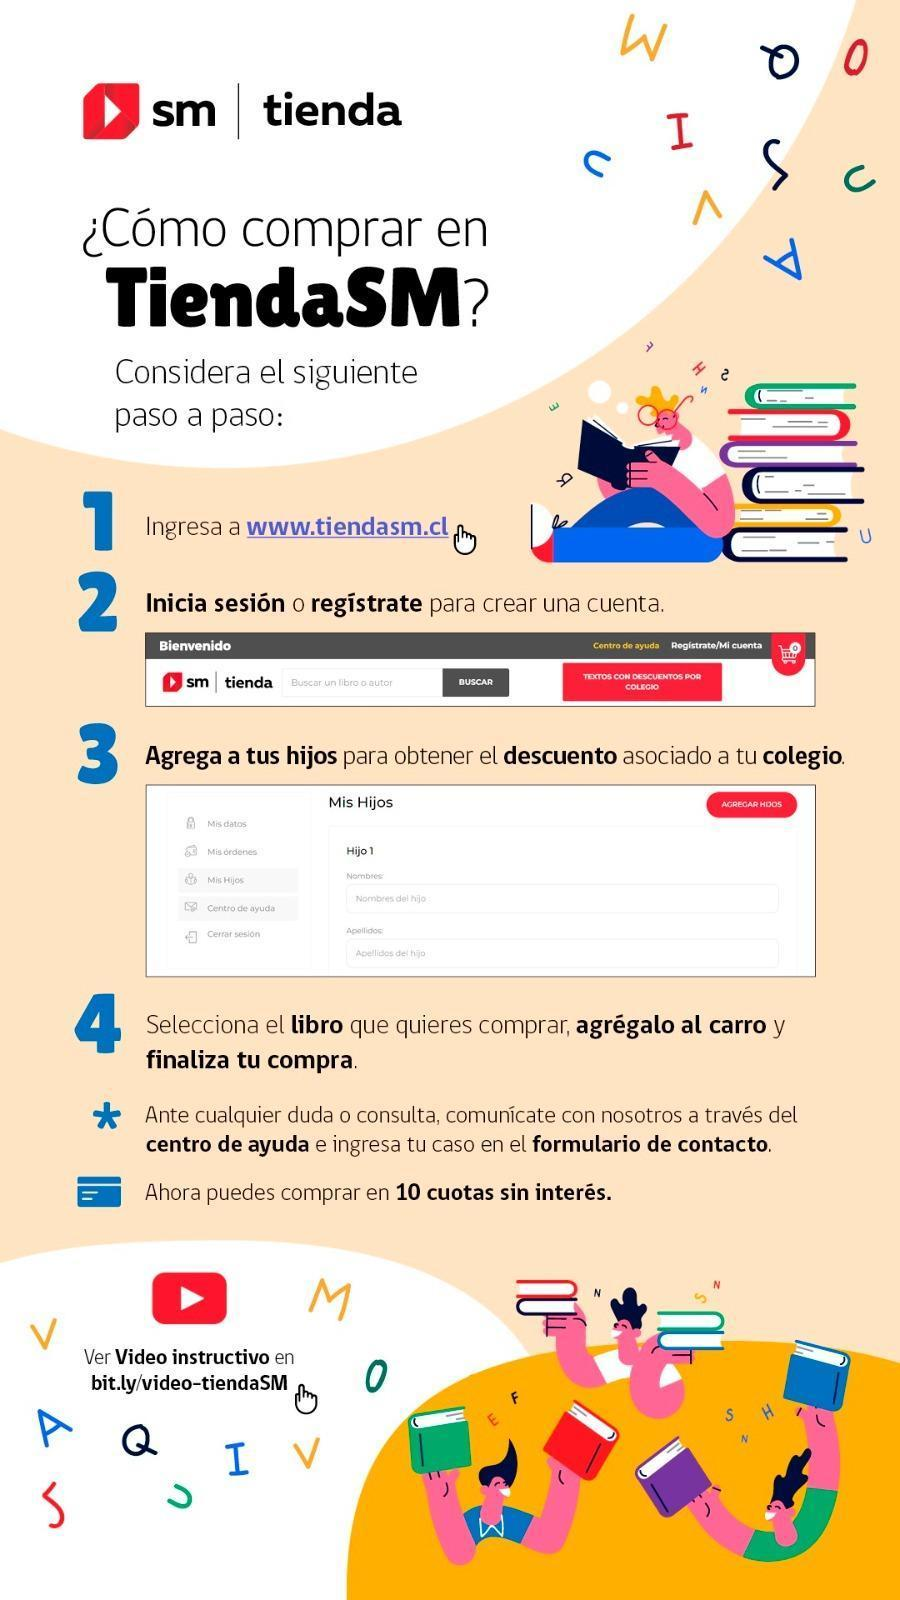 sm | tienda
¿Cómo comprar en
TiendaSM?
Considera el siguiente
paso a paso:
1 Ingresa a www.tiendasm.cl
2 Inicia sesión o regístrate para crear una cuenta.
Bienvenido Centro de ayuda Regístrate/Mi cuenta 0
sm | tienda Buscar un libro o autor BUSCAR TEXTOS CON DESCUENTOS POR
COLEGIO
3 Agrega a tus hijos para obtener el descuento asociado a tu colegio.
Mis Hijos AGREGAR HIJOS
Mis datos
Mis órdenes
Mis Hijos
Centro de ayuda
Cerrar sesión
Hijo 1
Nombres:
Nombres del hijo
Apellidos:
Apellidos del hijo
4 Selecciona el libro que quieres comprar, agrégalo al carro y
finaliza tu compra.
* Ante cualquier duda o consulta, comunícate con nosotros a través del
centro de ayuda e ingresa tu caso en el formulario de contacto.
Ahora puedes comprar en 10 cuotas sin interés.
Ver Video instructivo en
bit.ly/video-tiendaSM